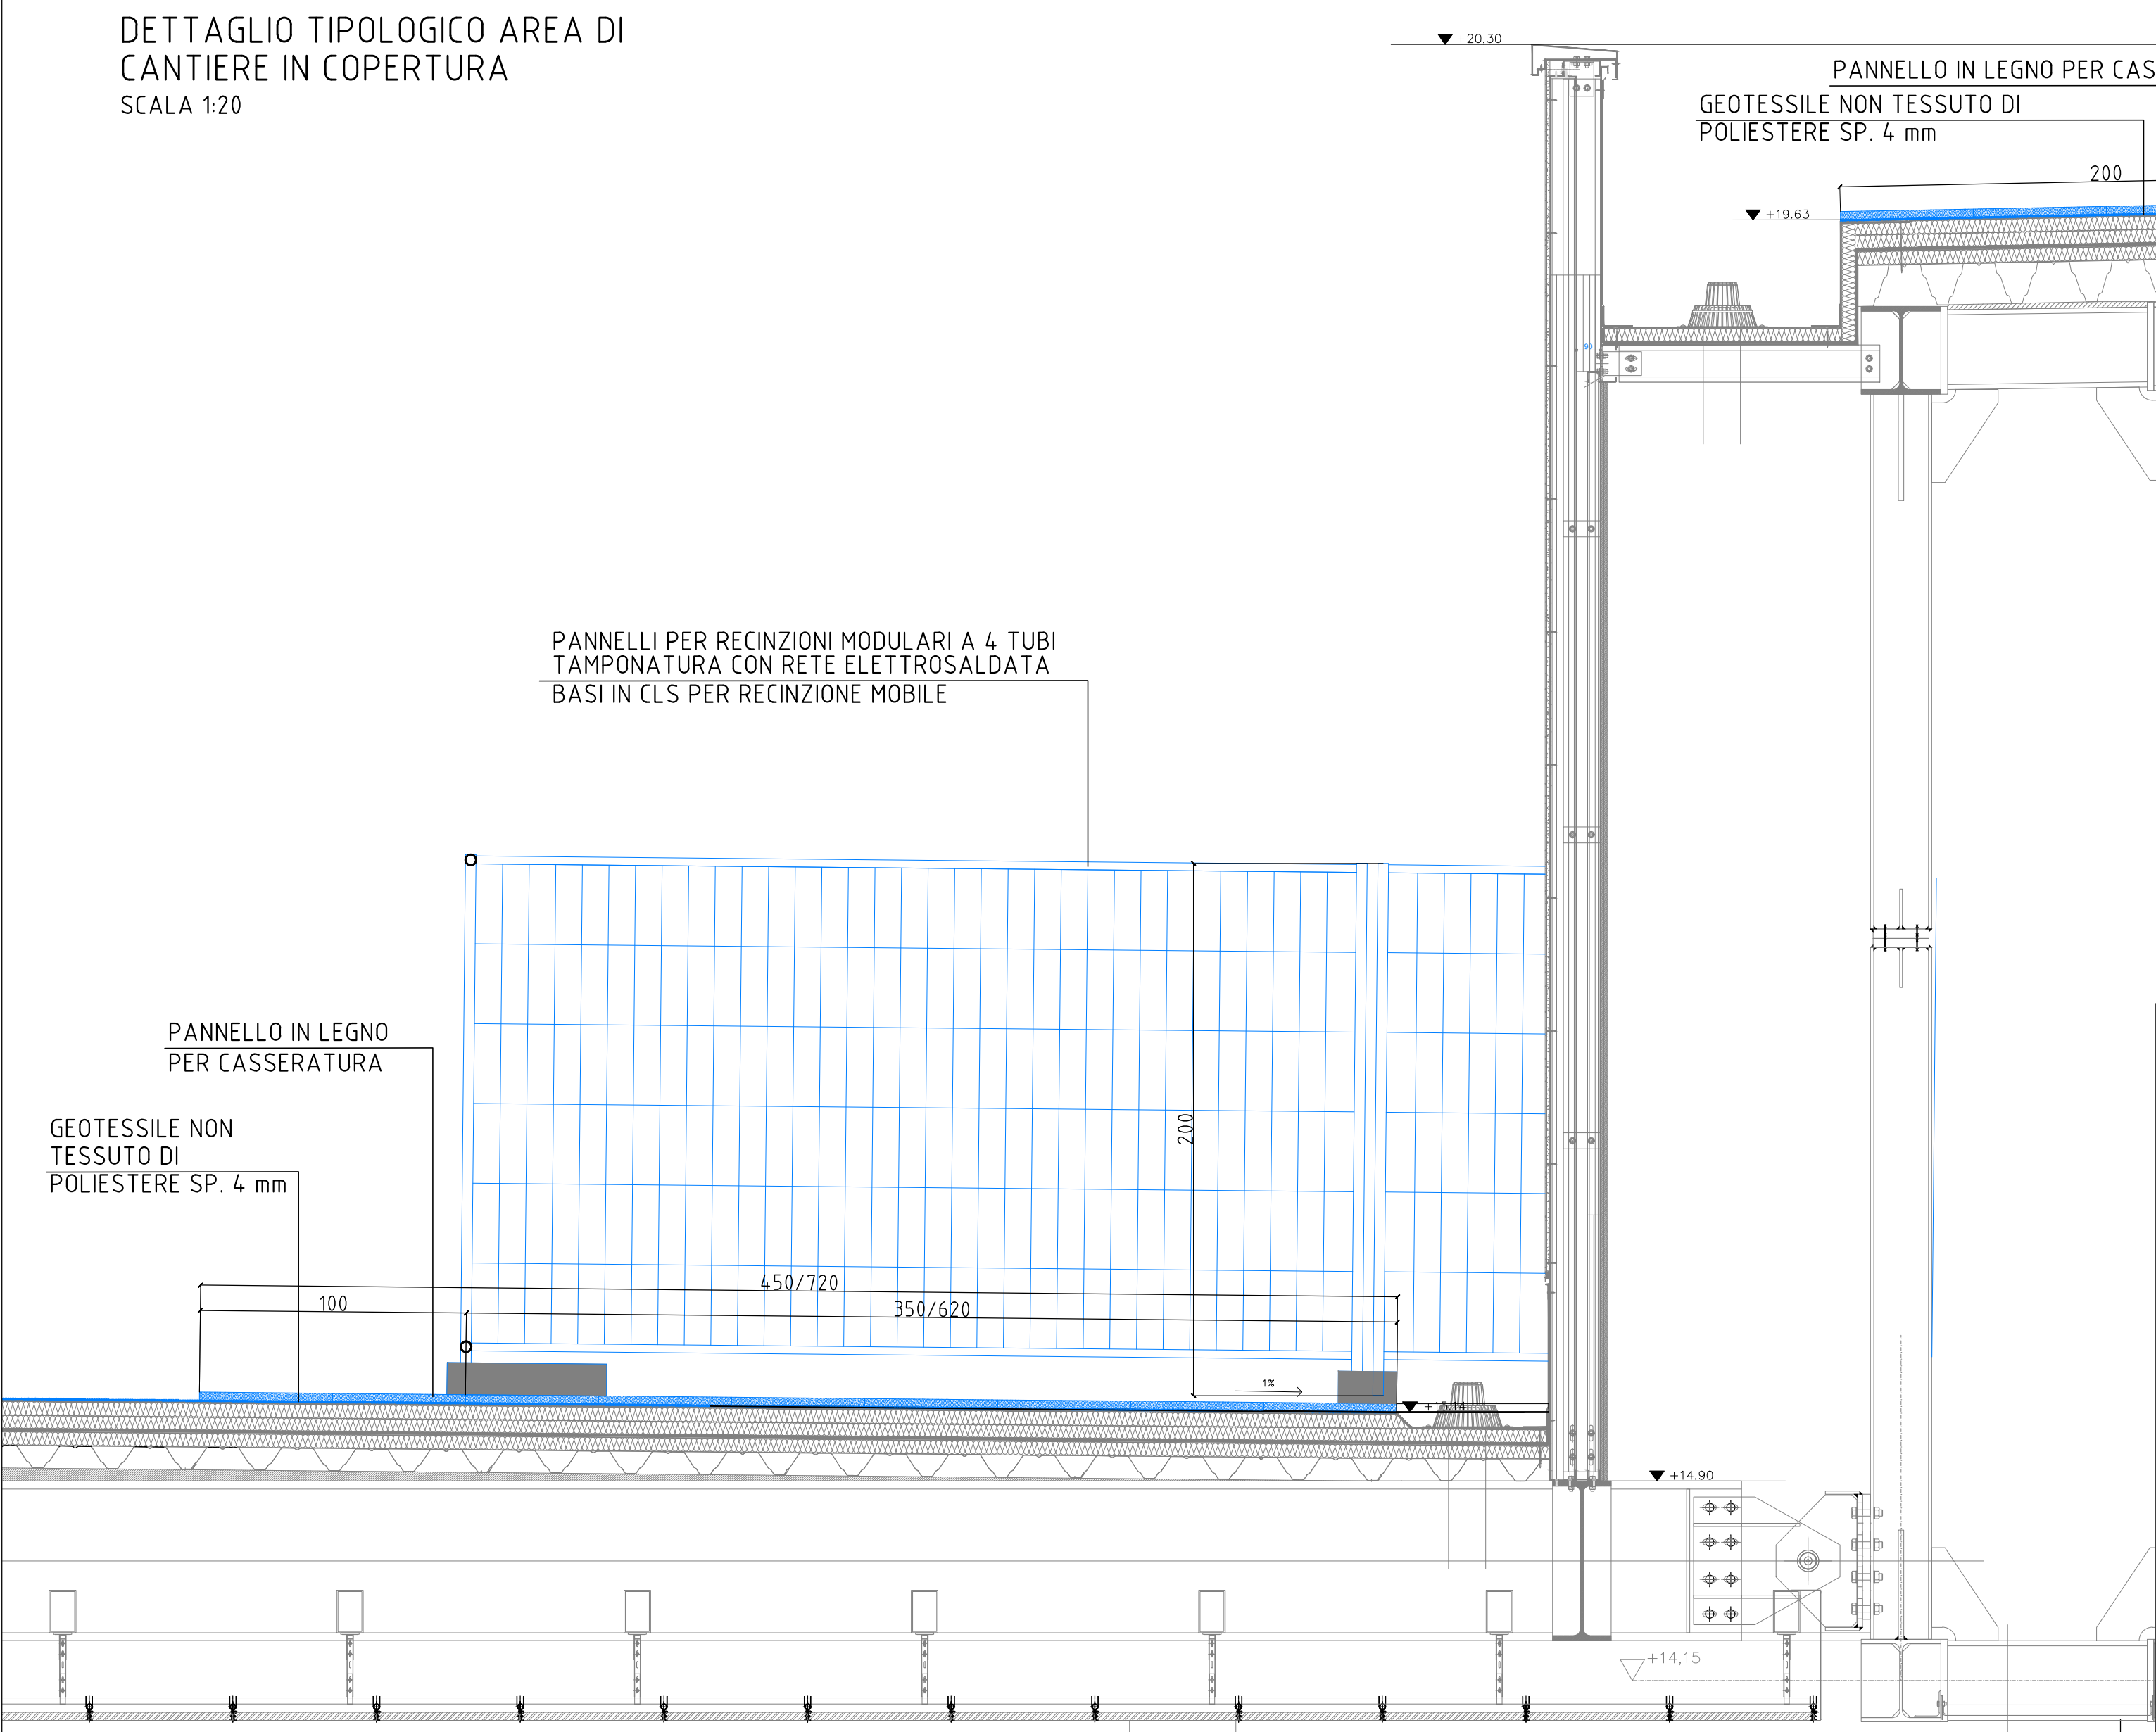 DETTAGLIO TIPOLOGICO AREA DI
CANTIERE IN COPERTURA
SCALA 1:20
+20,30
PANNELLO IN LEGNO PER CAS
GEOTESSILE NON TESSUTO DI
POLIESTERE SP. 4 mm
200
+19.63
90
PANNELLI PER RECINZIONI MODULARI A 4 TUBI
TAMPONATURA CON RETE ELETTROSALDATA
BASI IN CLS PER RECINZIONE MOBILE
PANNELLO IN LEGNO
PER CASSERATURA
GEOTESSILE NON
TESSUTO DI
POLIESTERE SP. 4 mm
200
450/720
100
350/620
1%
+15,14
+14.90
+14,15